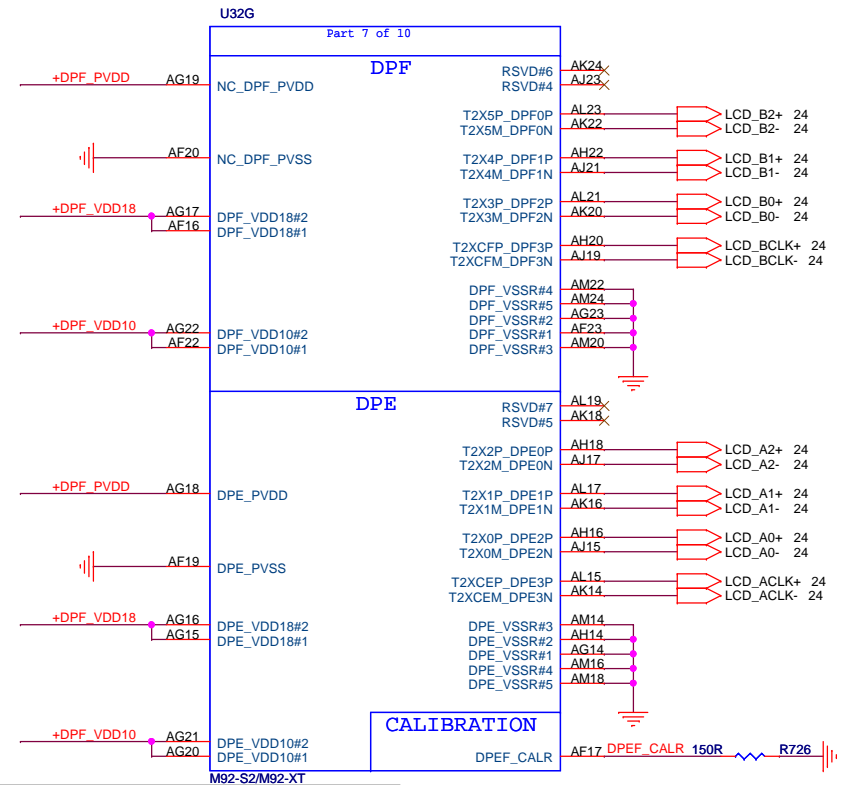 U32G
Part 7 of 10
DPF
+DPF_PVDD AG19 NC_DPF_PVDD
RSVD#6 AK24
RSVD#4 AJ23
T2X5P_DPF0P AL23 LCD_B2+ 24
T2X5M_DPF0N AK22 LCD_B2- 24
AF20 NC_DPF_PVSS
T2X4P_DPF1P AH22 LCD_B1+ 24
T2X4M_DPF1N AJ21 LCD_B1- 24
+DPF_VDD18 AG17 DPF_VDD18#2
AF16 DPF_VDD18#1
T2X3P_DPF2P AL21 LCD_B0+ 24
T2X3M_DPF2N AK20 LCD_B0- 24
T2XCFP_DPF3P AH20 LCD_BCLK+ 24
T2XCFM_DPF3N AJ19 LCD_BCLK- 24
DPF_VSSR#4 AM22
DPF_VSSR#5 AM24
DPF_VSSR#2 AG23
DPF_VSSR#1 AF23
DPF_VSSR#3 AM20
+DPF_VDD10 AG22 DPF_VDD10#2
AF22 DPF_VDD10#1
DPE
RSVD#7 AL19
RSVD#5 AK18
T2X2P_DPE0P AH18 LCD_A2+ 24
T2X2M_DPE0N AJ17 LCD_A2- 24
+DPF_PVDD AG18 DPE_PVDD
T2X1P_DPE1P AL17 LCD_A1+ 24
T2X1M_DPE1N AK16 LCD_A1- 24
T2X0P_DPE2P AH16 LCD_A0+ 24
T2X0M_DPE2N AJ15 LCD_A0- 24
AF19 DPE_PVSS
T2XCEP_DPE3P AL15 LCD_ACLK+ 24
T2XCEM_DPE3N AK14 LCD_ACLK- 24
+DPF_VDD18 AG16 DPE_VDD18#2
AG15 DPE_VDD18#1
DPE_VSSR#3 AM14
DPE_VSSR#2 AH14
DPE_VSSR#1 AG14
DPE_VSSR#4 AM16
DPE_VSSR#5 AM18
CALIBRATION
+DPF_VDD10 AG21 DPE_VDD10#2
AG20 DPE_VDD10#1
DPEF_CALR AF17 DPEF_CALR 150R R726
M92-S2/M92-XT